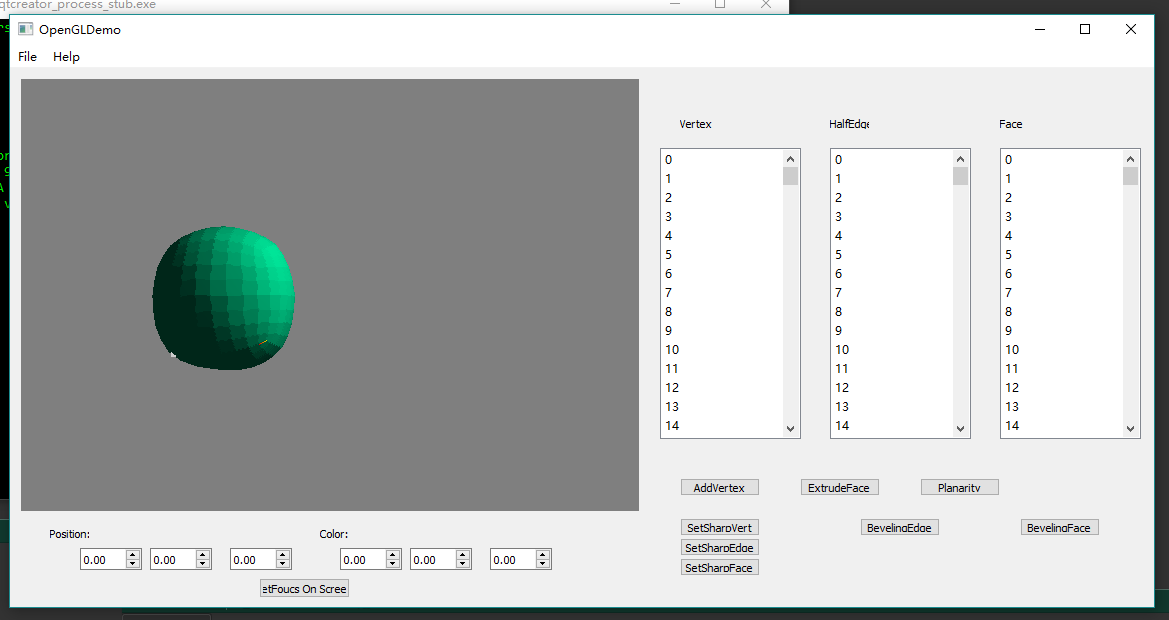 qtcreator_process_stub.exe
OpenGLDemo
File Help
Vertex HalfEdge Face
0 0 0
1 1 1
2 2 2
3 3 3
4 4 4
5 5 5
6 6 6
7 7 7
8 8 8
9 9 9
10 10 10
11 11 11
12 12 12
13 13 13
14 14 14
AddVertex ExtrudeFace Planarity
SetSharpVert BevelingEdge BevelingFace
SetSharpEdge
SetSharpFace
Position: Color:
0.00 0.00 0.00 0.00 0.00 0.00
etFoucs On Scree